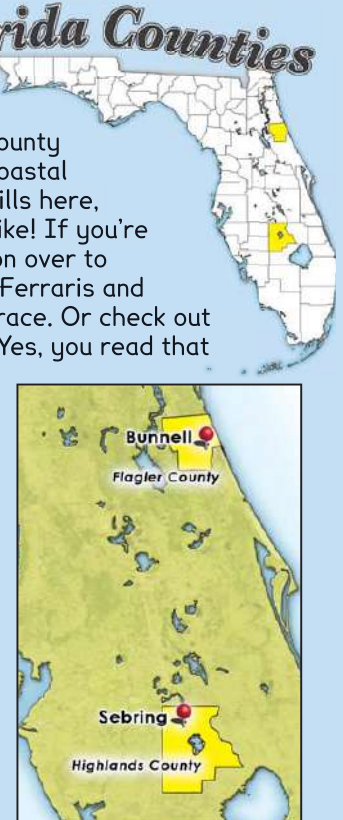 rida Counties
ounty
oastal
ills here,
ike! If you're
on over to
Ferraris and
race. Or check out
Yes, you read that
Bunnell
Flagler County
Sebring
Highlands County